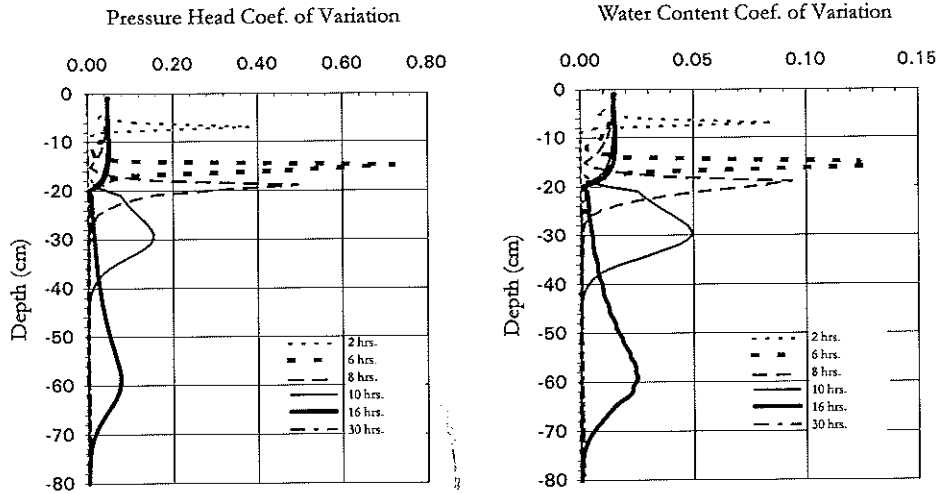 Pressure Head Coef. of Variation
0.00 0.20 0.40 0.60 0.80
0
-10
-20
-30
-40
-50
-60
-70
-80
Depth (cm)
2 hrs.
6 hrs.
8 hrs.
10 hrs.
16 hrs.
30 hrs.
Water Content Coef. of Variation
0.00 0.05 0.10 0.15
0
-10
-20
-30
-40
-50
-60
-70
-80
Depth (cm)
2 hrs.
6 hrs.
8 hrs.
10 hrs.
16 hrs.
30 hrs.